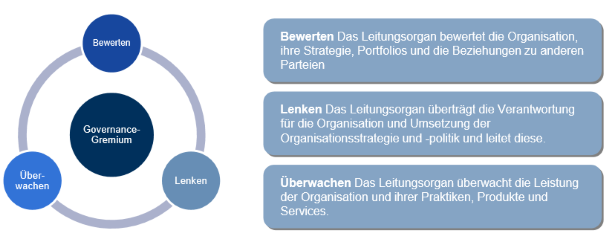 Bewerten
Governance-
Gremium
Über-
wachen
Lenken
Bewerten Das Leitungsorgan bewertet die Organisation,
ihre Strategie, Portfolios und die Beziehungen zu anderen
Parteien
Lenken Das Leitungsorgan überträgt die Verantwortung
für die Organisation und Umsetzung der
Organisationsstrategie und -politik und leitet diese.
Überwachen Das Leitungsorgan überwacht die Leistung
der Organisation und ihrer Praktiken, Produkte und
Services.